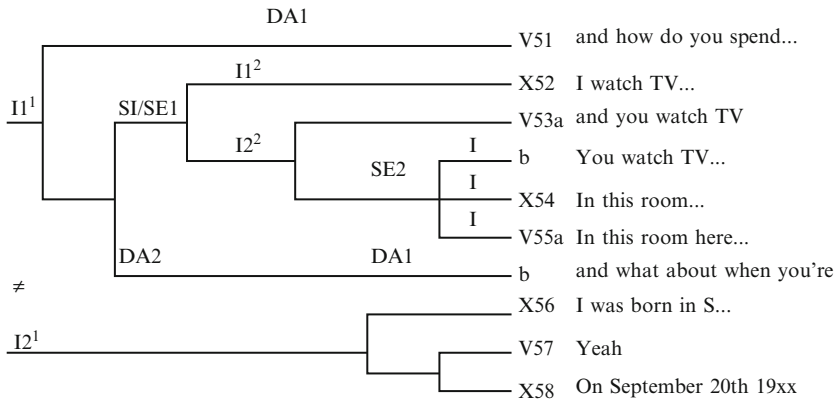 DA1
V51 and how do you spend...
I1² X52 I watch TV...
I1¹ SI/SE1 V53a and you watch TV
I2² I b You watch TV...
SE2 I X54 In this room...
I V55a In this room here...
DA2 DA1 b and what about when you're
≠ X56 I was born in S...
I2¹ V57 Yeah
X58 On September 20th 19xx